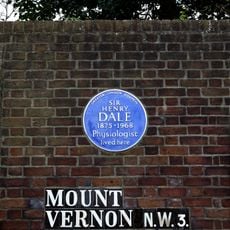 SIR
HENRY
DALE
1875-1968
Physiologist
lived here
MOUNT
VERNON N.W.3.